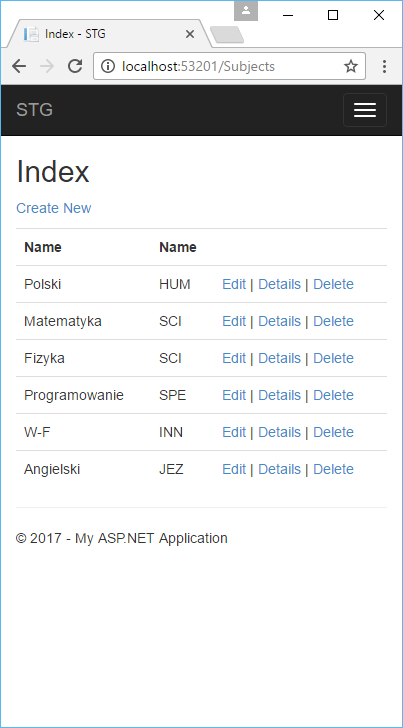 Index - STG
localhost:53201/Subjects
STG
Index
Create New
Name Name
Polski HUM Edit | Details | Delete
Matematyka SCI Edit | Details | Delete
Fizyka SCI Edit | Details | Delete
Programowanie SPE Edit | Details | Delete
W-F INN Edit | Details | Delete
Angielski JEZ Edit | Details | Delete
© 2017 - My ASP.NET Application